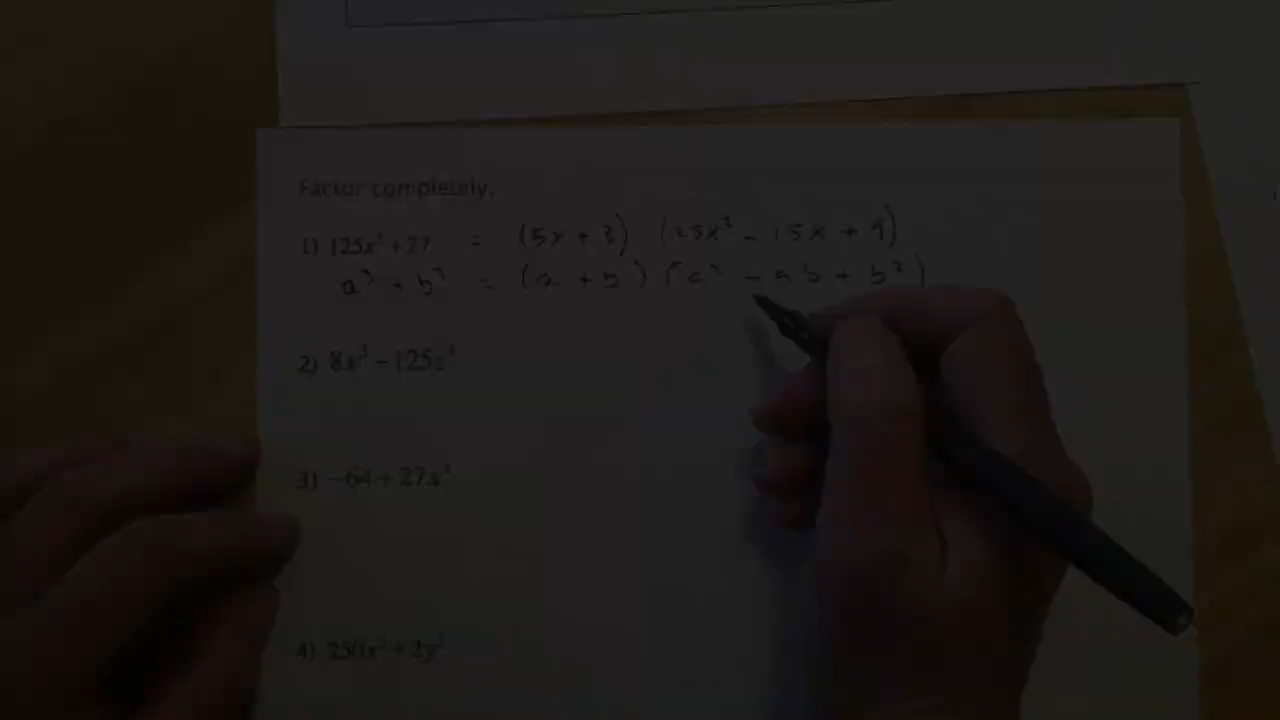 Factor completely.
1) 125x³ + 27 = (5x + 3) (25x² - 15x + 9)
a³ + b³ = (a + b) (a² - ab + b²)
2) 8x³ - 125z³
3) -64 + 27x³
4) 250x³ + 2y³